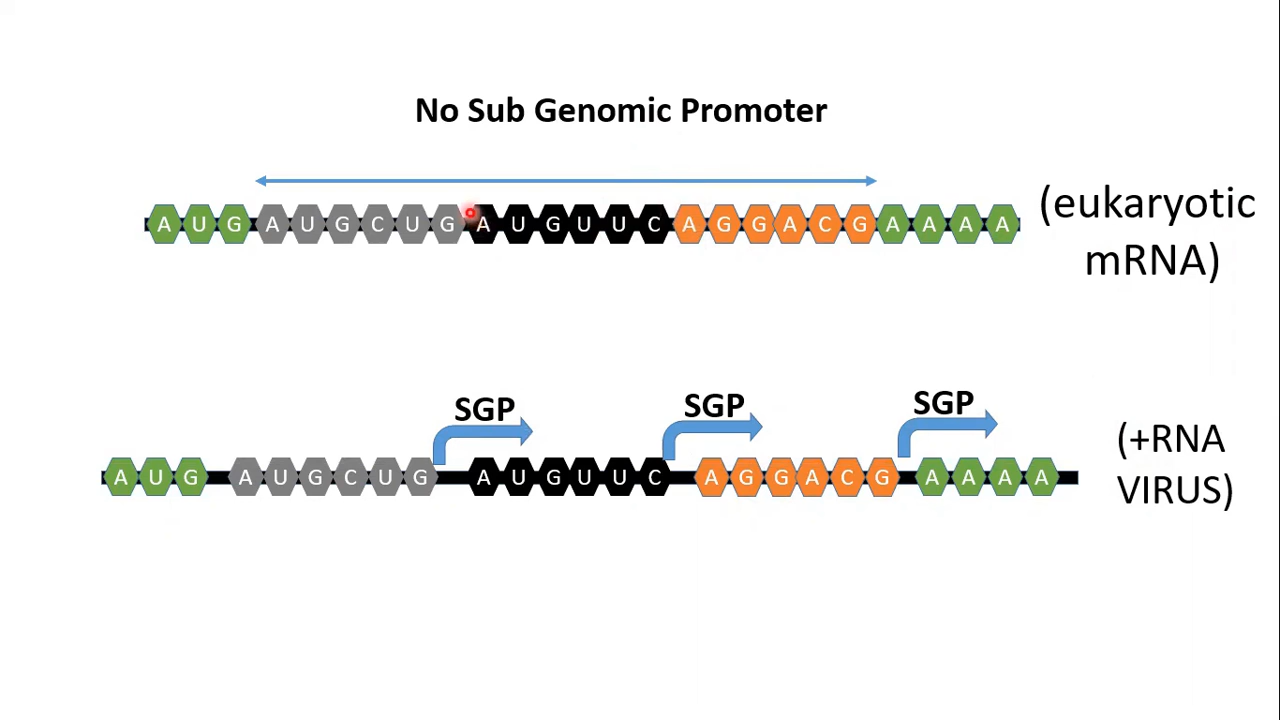 No Sub Genomic Promoter
A U G A U G C U G A U G U U C A G G A C G A A A A
(eukaryotic
mRNA)
SGP SGP SGP
A U G A U G C U G A U G U U C A G G A C G A A A A
(+RNA
VIRUS)